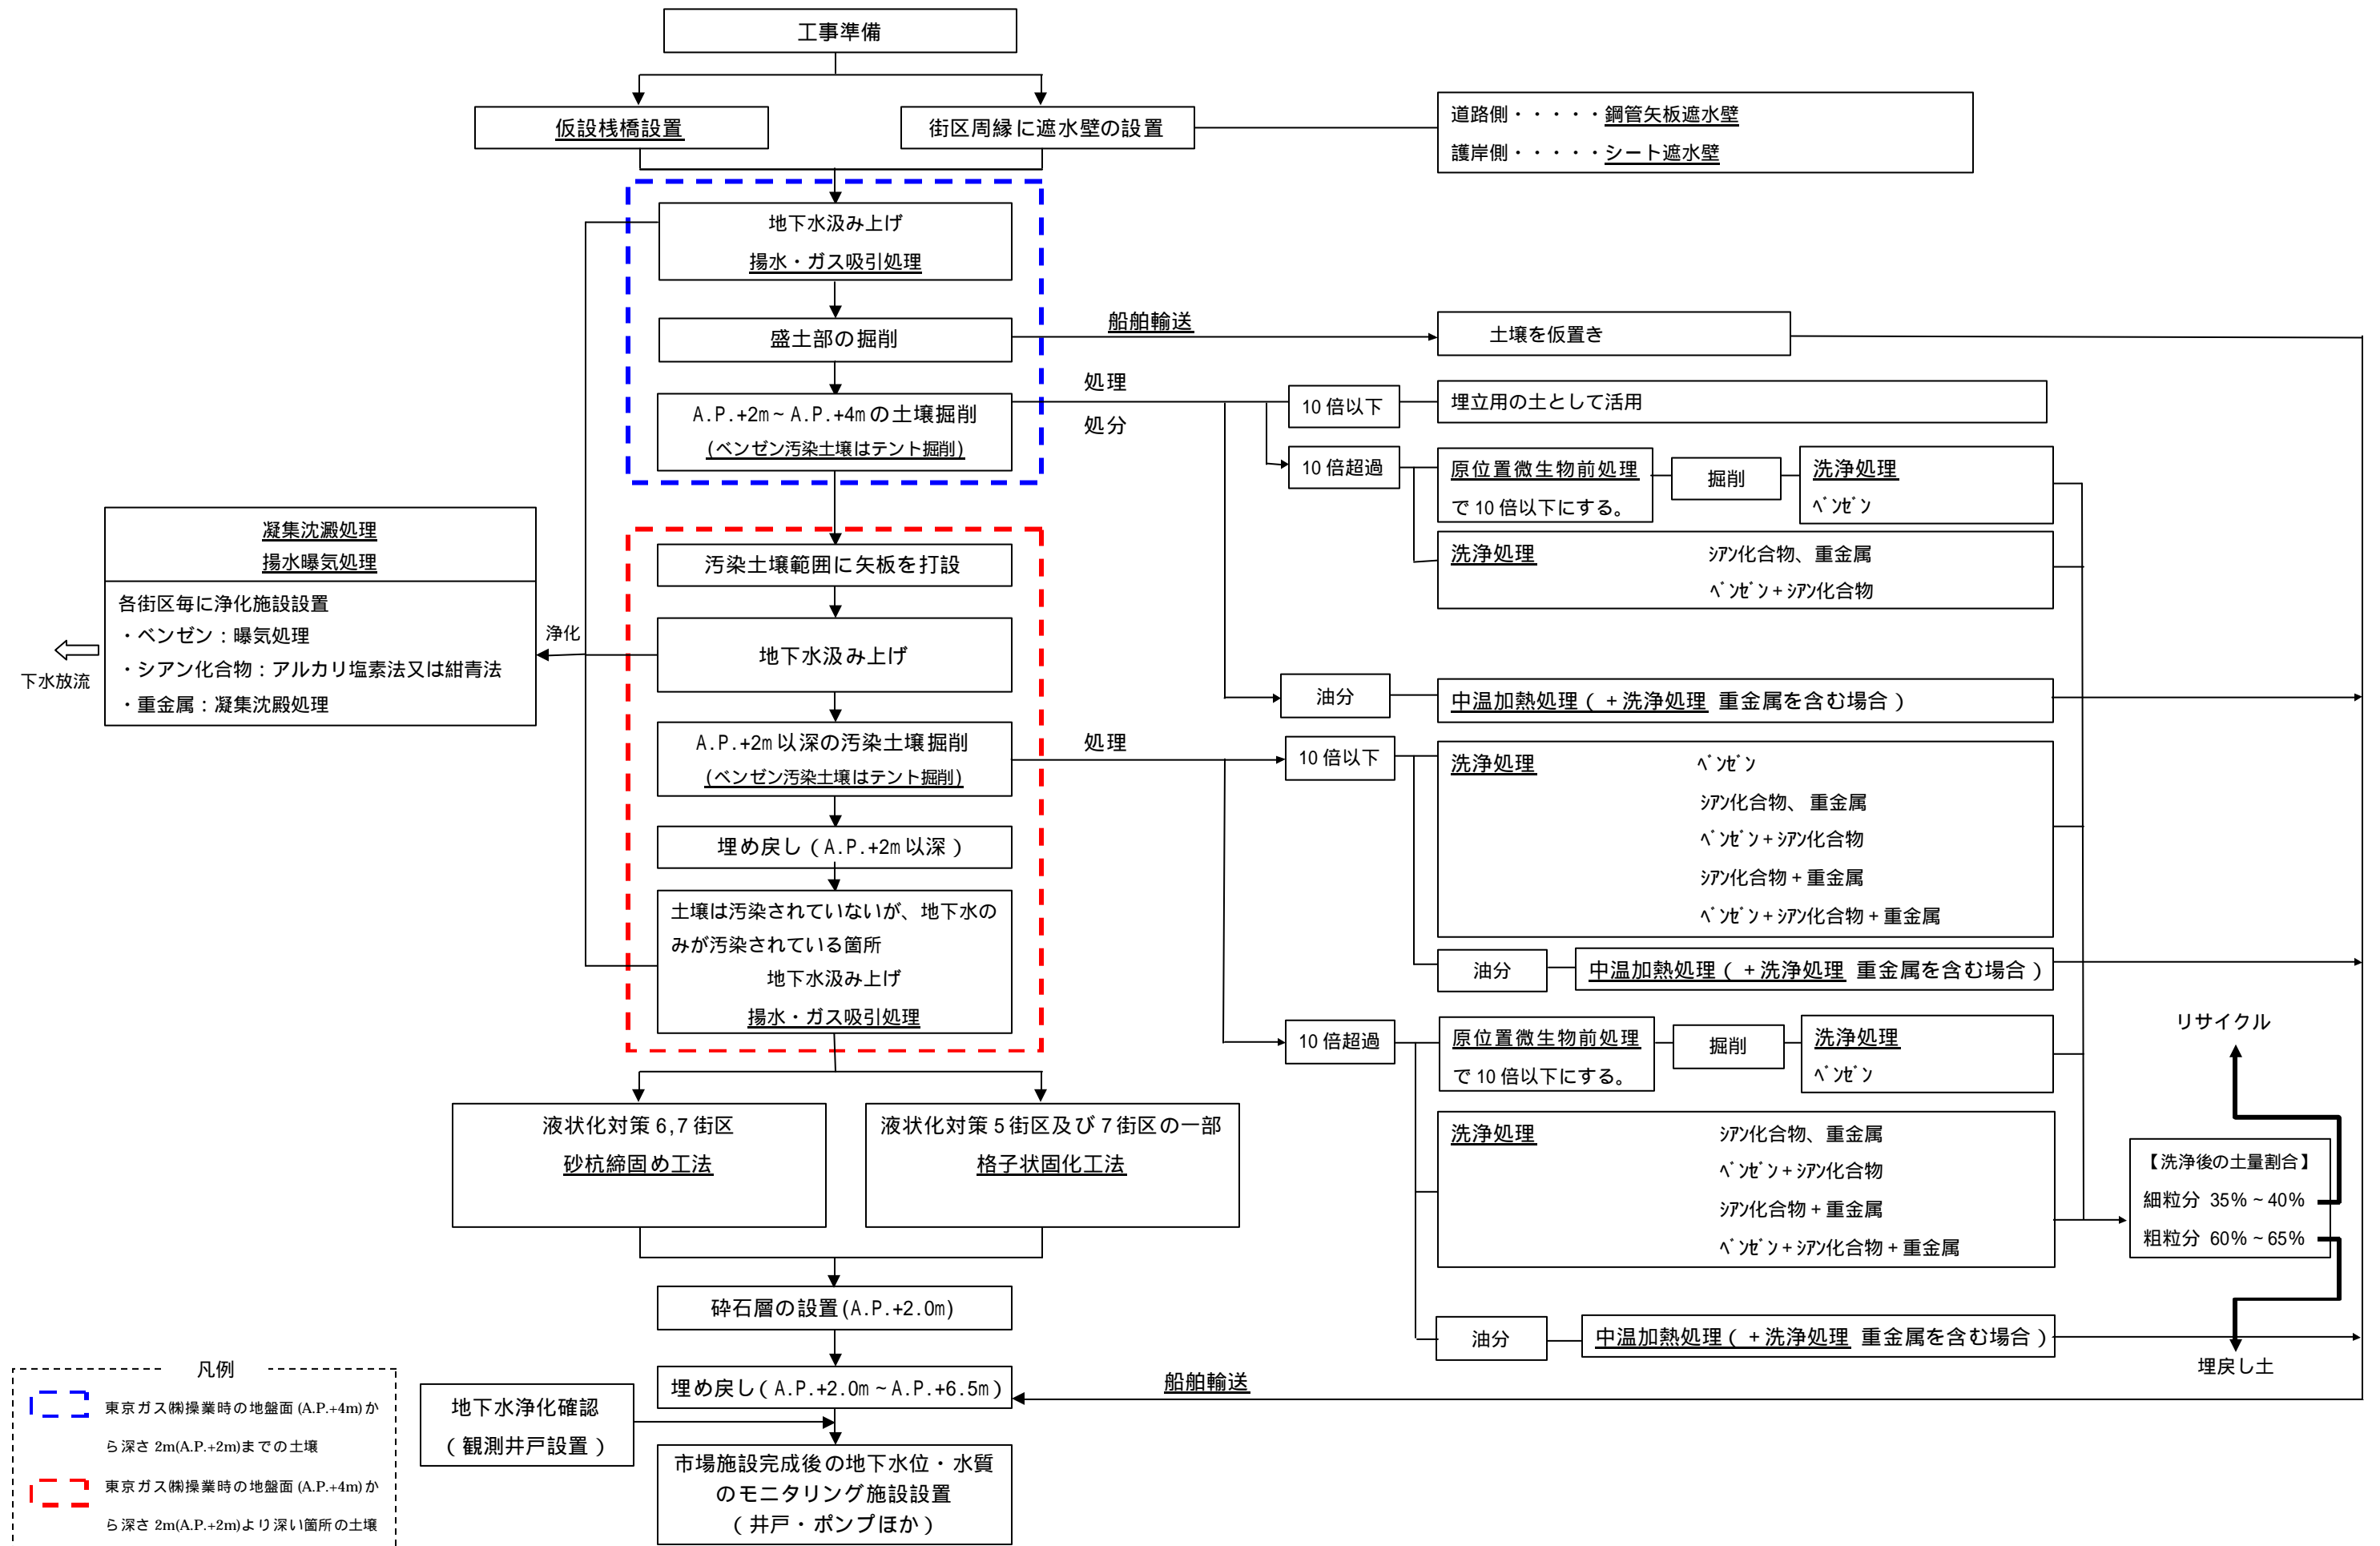 工事準備
仮設桟橋設置
街区周縁に遮水壁の設置
道路側・・・・・鋼管矢板遮水壁
護岸側・・・・・シート遮水壁
地下水汲み上げ
揚水・ガス吸引処理
盛土部の掘削
船舶輸送
土壌を仮置き
A.P.+2m~A.P.+4mの土壌掘削
(ベンゼン汚染土壌はテント掘削)
処理
処分
10倍以下
埋立用の土として活用
10倍超過
原位置微生物前処理
で10倍以下にする。
掘削
洗浄処理
ベンゼン
洗浄処理 シアン化合物、重金属
ベンゼン+シアン化合物
油分
中温加熱処理(+洗浄処理 重金属を含む場合)
凝集沈澱処理
揚水曝気処理
各街区毎に浄化施設設置
・ベンゼン:曝気処理
・シアン化合物:アルカリ塩素法又は紺青法
・重金属:凝集沈殿処理
下水放流
浄化
汚染土壌範囲に矢板を打設
地下水汲み上げ
A.P.+2m以深の汚染土壌掘削
(ベンゼン汚染土壌はテント掘削)
処理
埋め戻し(A.P.+2m以深)
土壌は汚染されていないが、地下水の
みが汚染されている箇所
地下水汲み上げ
揚水・ガス吸引処理
10倍以下
洗浄処理 ベンゼン
シアン化合物、重金属
ベンゼン+シアン化合物
シアン化合物+重金属
ベンゼン+シアン化合物+重金属
油分
中温加熱処理(+洗浄処理 重金属を含む場合)
10倍超過
原位置微生物前処理
で10倍以下にする。
掘削
洗浄処理
ベンゼン
洗浄処理 シアン化合物、重金属
ベンゼン+シアン化合物
シアン化合物+重金属
ベンゼン+シアン化合物+重金属
油分
中温加熱処理(+洗浄処理 重金属を含む場合)
リサイクル
【洗浄後の土量割合】
細粒分 35%~40%
粗粒分 60%~65%
埋戻し土
液状化対策6,7街区
砂杭締固め工法
液状化対策5街区及び7街区の一部
格子状固化工法
砕石層の設置(A.P.+2.0m)
埋め戻し(A.P.+2.0m~A.P.+6.5m)
船舶輸送
地下水浄化確認
(観測井戸設置)
市場施設完成後の地下水位・水質
のモニタリング施設設置
(井戸・ポンプほか)
凡例
東京ガス㈱操業時の地盤面(A.P.+4m)か
ら深さ2m(A.P.+2m)までの土壌
東京ガス㈱操業時の地盤面(A.P.+4m)か
ら深さ2m(A.P.+2m)より深い箇所の土壌